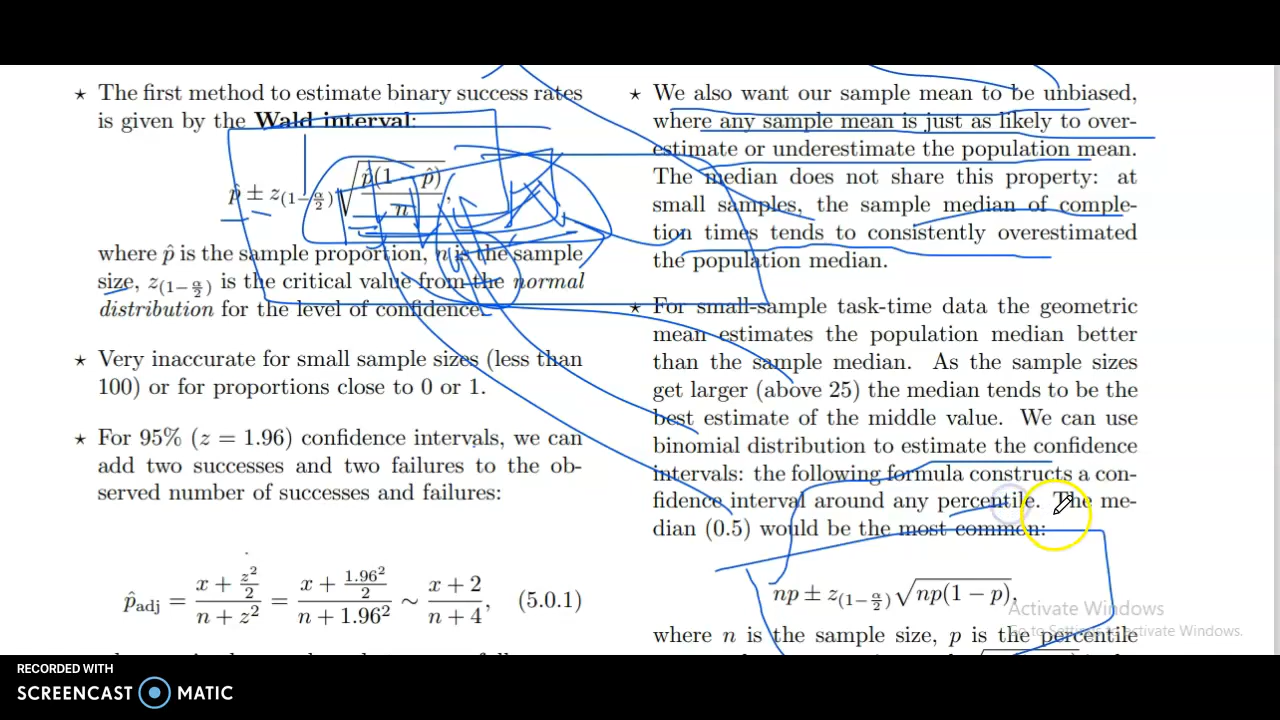 ⋆ The first method to estimate binary success rates
is given by the Wald interval:
p̂ ± z(1−α/2) √(p̂(1 − p̂)/n),
where p̂ is the sample proportion, n is the sample
size, z(1−α/2) is the critical value from the normal
distribution for the level of confidence.
⋆ Very inaccurate for small sample sizes (less than
100) or for proportions close to 0 or 1.
⋆ For 95% (z = 1.96) confidence intervals, we can
add two successes and two failures to the ob-
served number of successes and failures:
p̂adj = (x + z²/2)/(n + z²) = (x + 1.96²/2)/(n + 1.96²) ∼ (x + 2)/(n + 4), (5.0.1)
⋆ We also want our sample mean to be unbiased,
where any sample mean is just as likely to over-
estimate or underestimate the population mean.
The median does not share this property: at
small samples, the sample median of comple-
tion times tends to consistently overestimated
the population median.
⋆ For small-sample task-time data the geometric
mean estimates the population median better
than the sample median. As the sample sizes
get larger (above 25) the median tends to be the
best estimate of the middle value. We can use
binomial distribution to estimate the confidence
intervals: the following formula constructs a con-
fidence interval around any percentile. The me-
dian (0.5) would be the most common:
np ± z(1−α/2) √(np(1 − p)),
where n is the sample size, p is the percentile
Activate Windows
Go to Settings to activate Windows.
RECORDED WITH
SCREENCAST MATIC